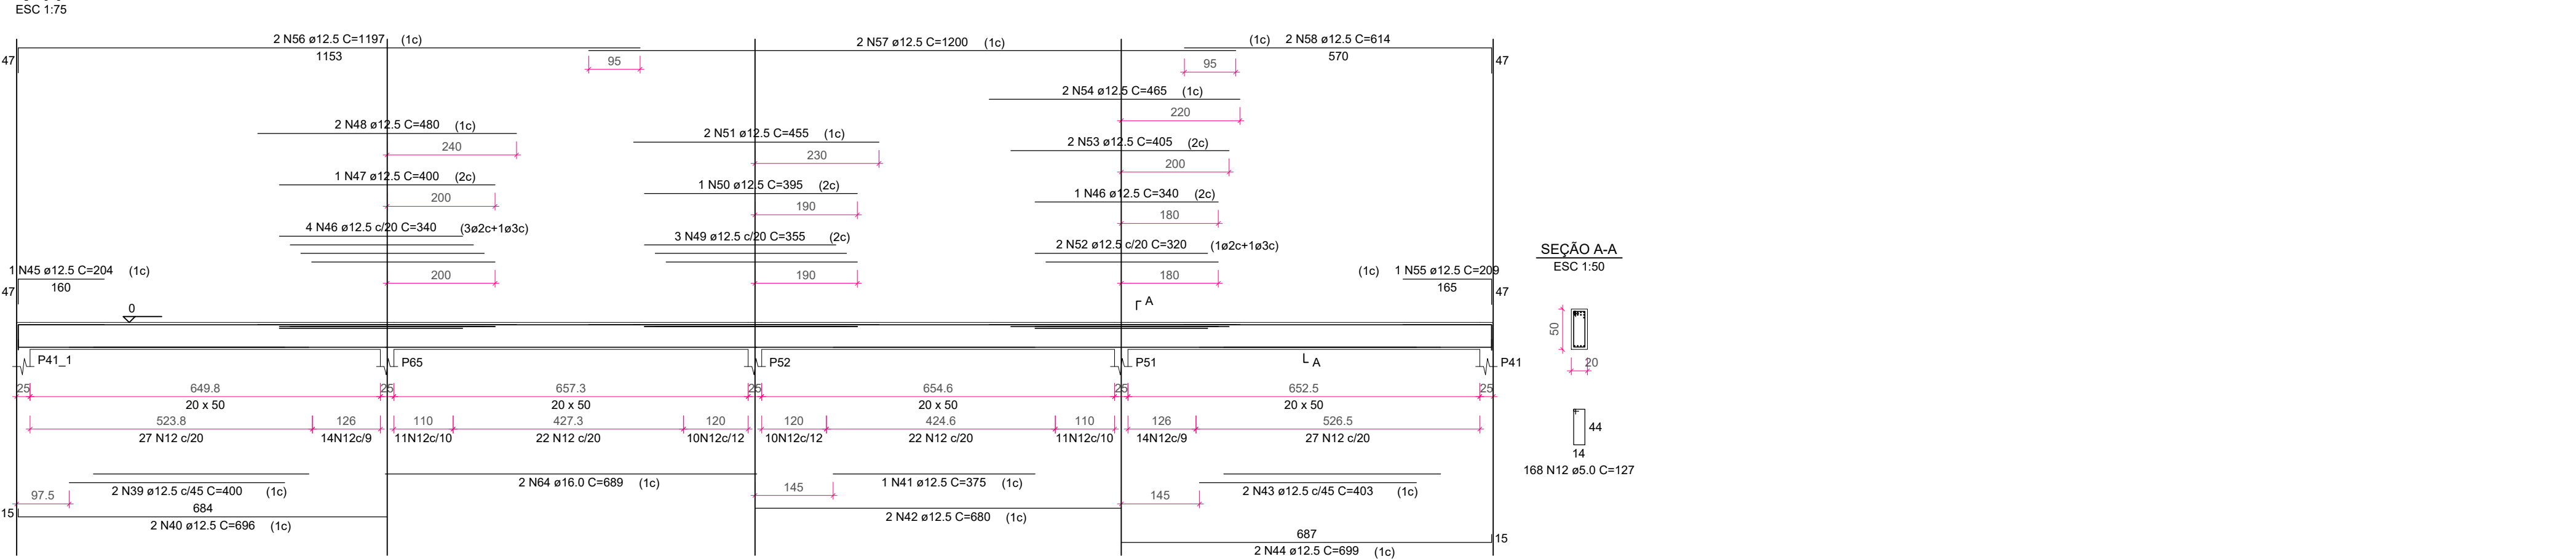 ESC 1:75
2 N56 ø12.5 C=1197 (1c)
1153
47
95
2 N57 ø12.5 C=1200 (1c)
(1c) 2 N58 ø12.5 C=614
570
47
95
2 N54 ø12.5 C=465 (1c)
220
2 N48 ø12.5 C=480 (1c)
240
2 N51 ø12.5 C=455 (1c)
230
2 N53 ø12.5 C=405 (2c)
200
1 N47 ø12.5 C=400 (2c)
200
1 N50 ø12.5 C=395 (2c)
190
1 N46 ø12.5 C=340 (2c)
180
4 N46 ø12.5 c/20 C=340 (3ø2c+1ø3c)
200
3 N49 ø12.5 c/20 C=355 (2c)
190
2 N52 ø12.5 c/20 C=320 (1ø2c+1ø3c)
180
1 N45 ø12.5 C=204 (1c)
160
47
(1c) 1 N55 ø12.5 C=209
165
47
0
A
A
P41_1
P65
P52
P51
P41
25
649.8
25
657.3
25
654.6
25
652.5
25
20 x 50
20 x 50
20 x 50
20 x 50
523.8
126
110
427.3
120
120
424.6
110
126
526.5
27 N12 c/20
14N12c/9
11N12c/10
22 N12 c/20
10N12c/12
10N12c/12
22 N12 c/20
11N12c/10
14N12c/9
27 N12 c/20
97.5
2 N39 ø12.5 c/45 C=400 (1c)
2 N64 ø16.0 C=689 (1c)
145
1 N41 ø12.5 C=375 (1c)
145
2 N43 ø12.5 c/45 C=403 (1c)
15
684
2 N40 ø12.5 C=696 (1c)
2 N42 ø12.5 C=680 (1c)
687
15
2 N44 ø12.5 C=699 (1c)
SEÇÃO A-A
ESC 1:50
50
20
44
14
168 N12 ø5.0 C=127